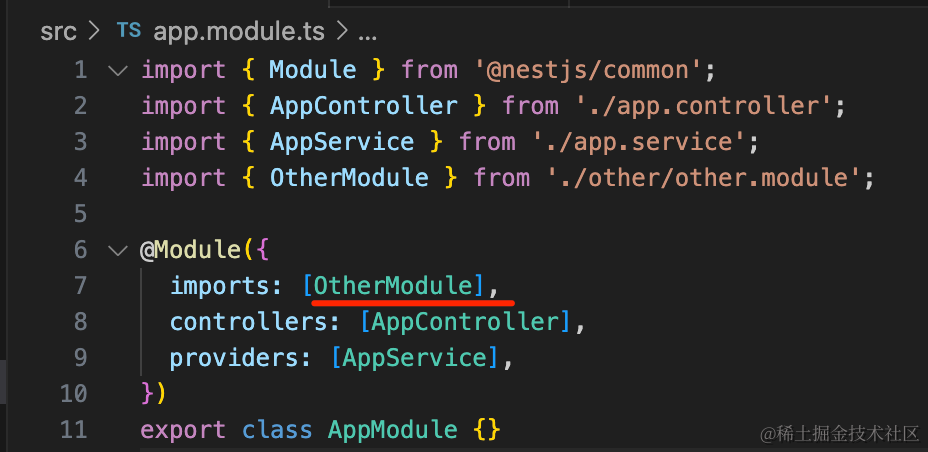 src > TS app.module.ts > ...
1 import { Module } from '@nestjs/common';
2 import { AppController } from './app.controller';
3 import { AppService } from './app.service';
4 import { OtherModule } from './other/other.module';
5
6 @Module({
7 imports: [OtherModule],
8 controllers: [AppController],
9 providers: [AppService],
10 })
11 export class AppModule {}
@稀土掘金技术社区